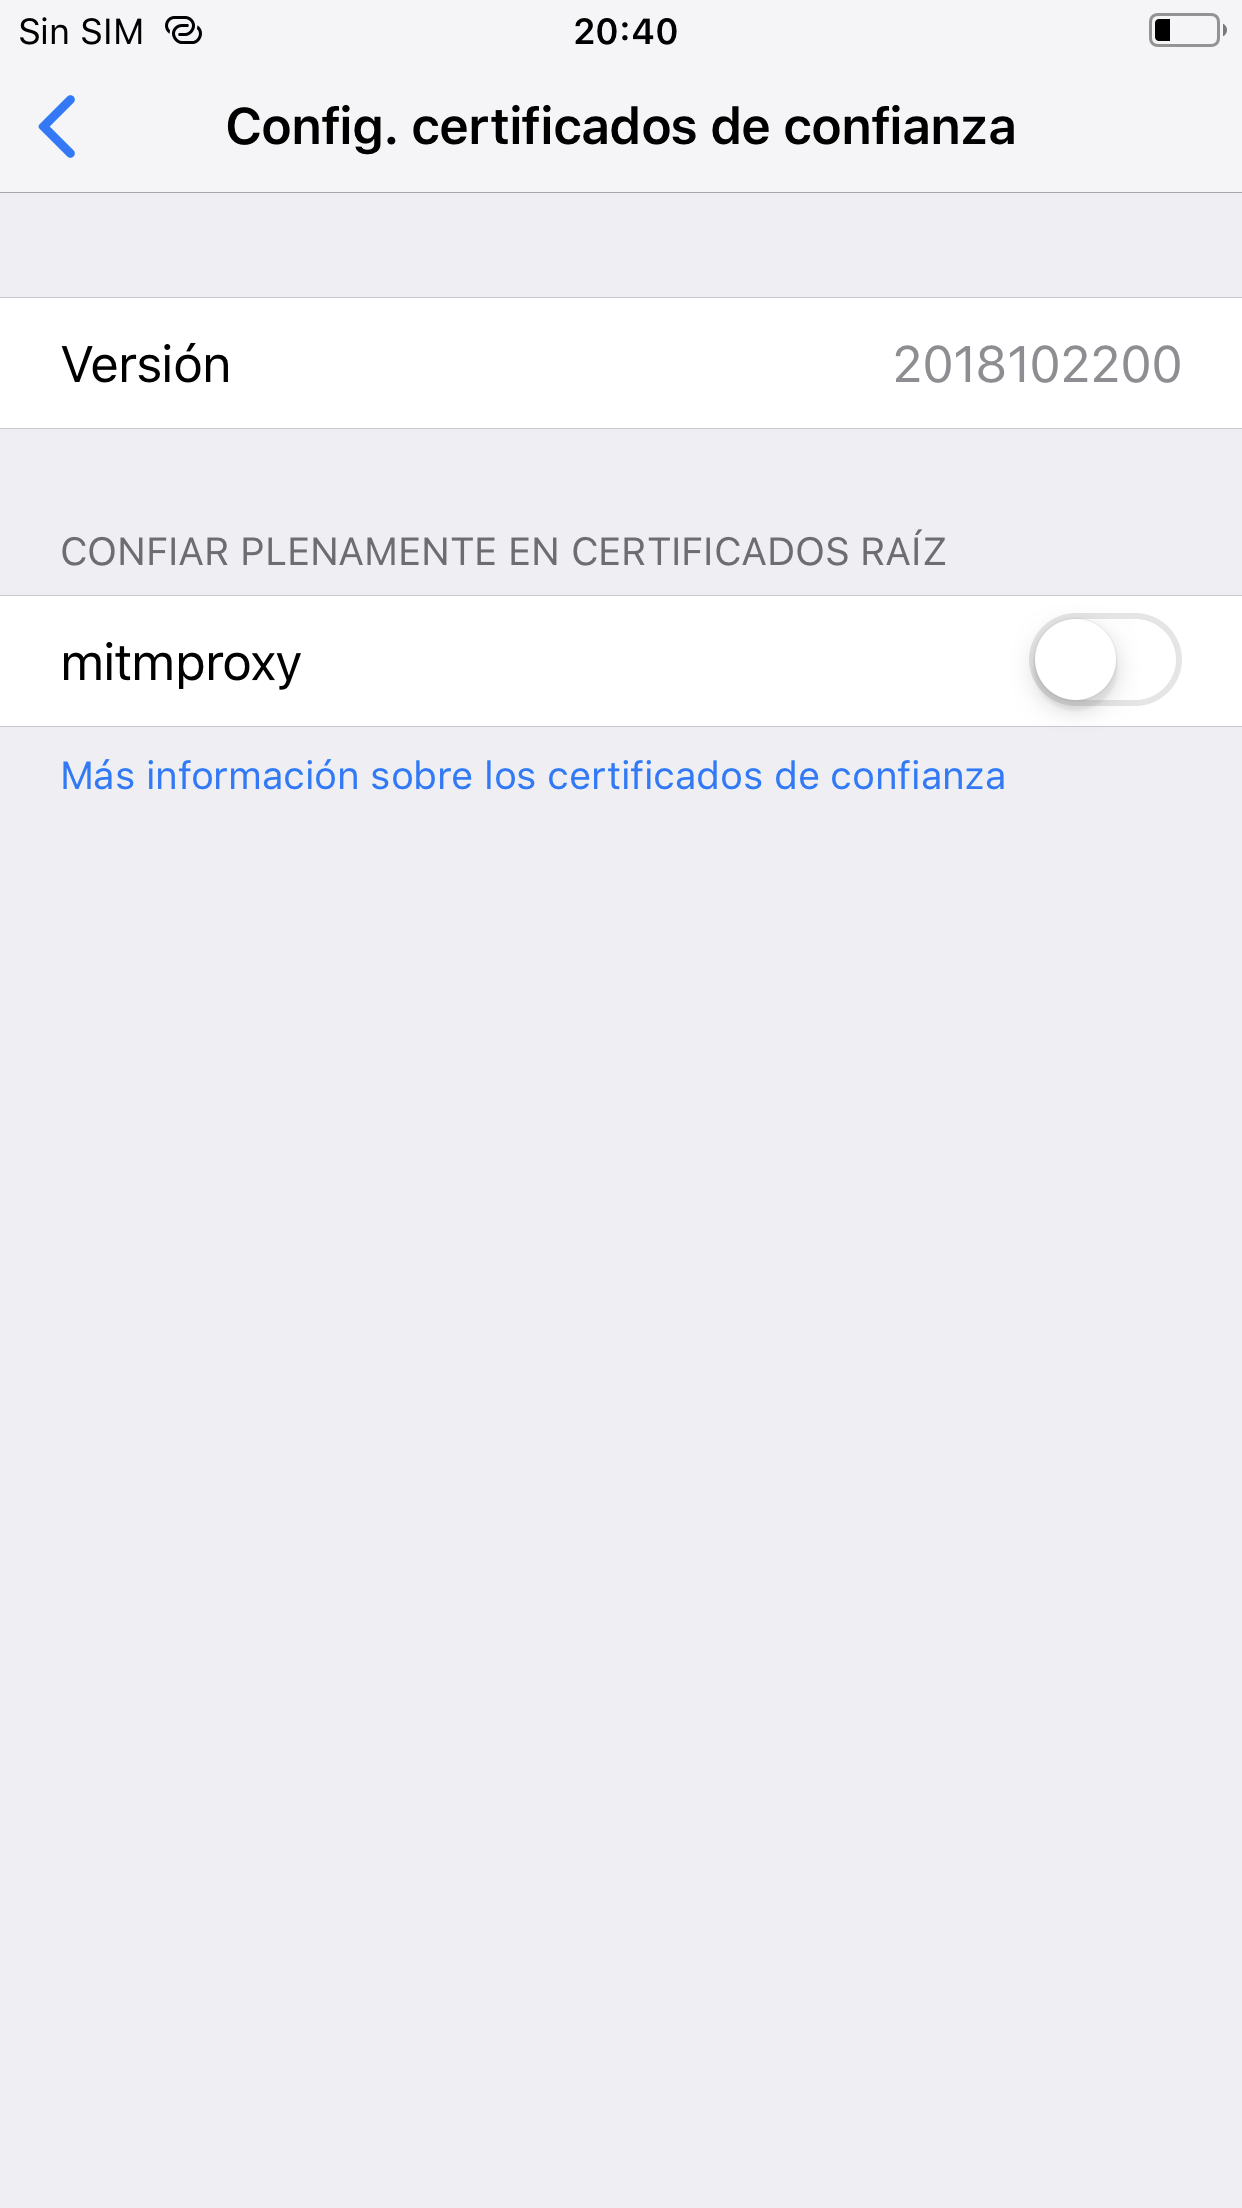 Sin SIM
20:40
Config. certificados de confianza
Versión 2018102200
CONFIAR PLENAMENTE EN CERTIFICADOS RAÍZ
mitmproxy
Más información sobre los certificados de confianza